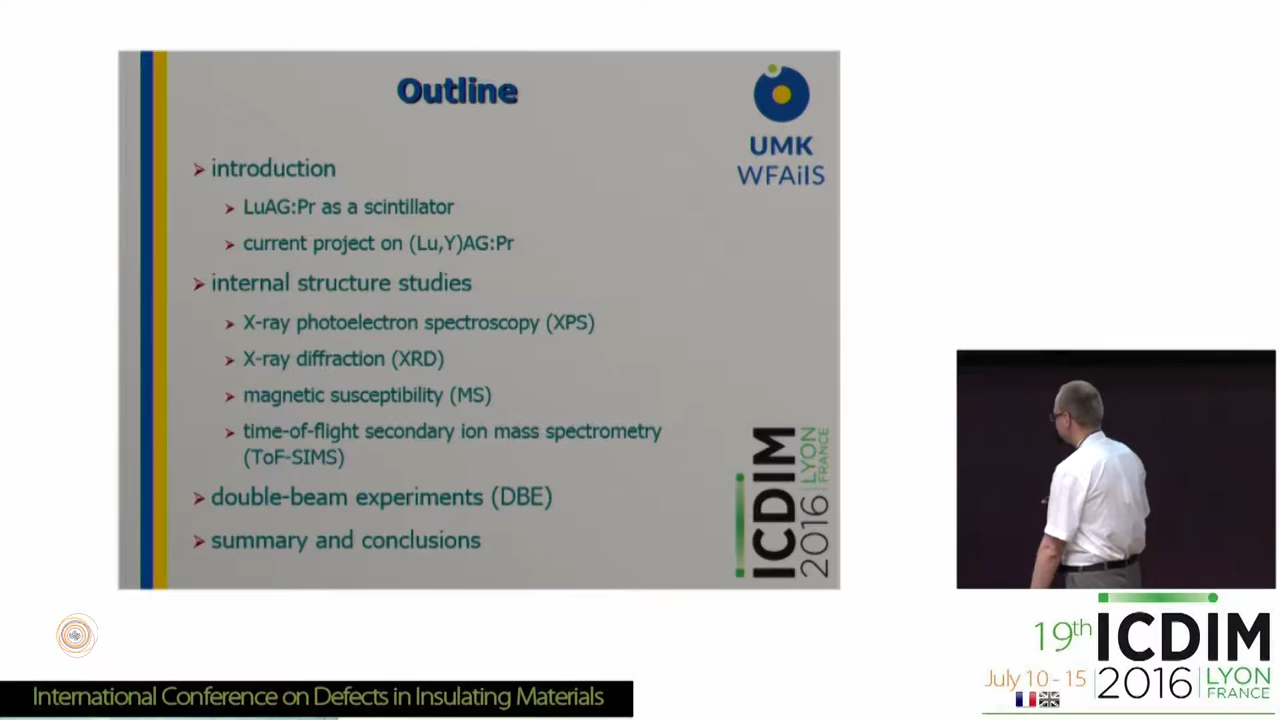 Outline
UMK
WFAiIS
introduction
LuAG:Pr as a scintillator
current project on (Lu,Y)AG:Pr
internal structure studies
X-ray photoelectron spectroscopy (XPS)
X-ray diffraction (XRD)
magnetic susceptibility (MS)
time-of-flight secondary ion mass spectrometry
(ToF-SIMS)
double-beam experiments (DBE)
summary and conclusions
ICDIM
2016 LYON
FRANCE
19th ICDIM
July 10 - 15 2016 LYON
FRANCE
International Conference on Defects in Insulating Materials